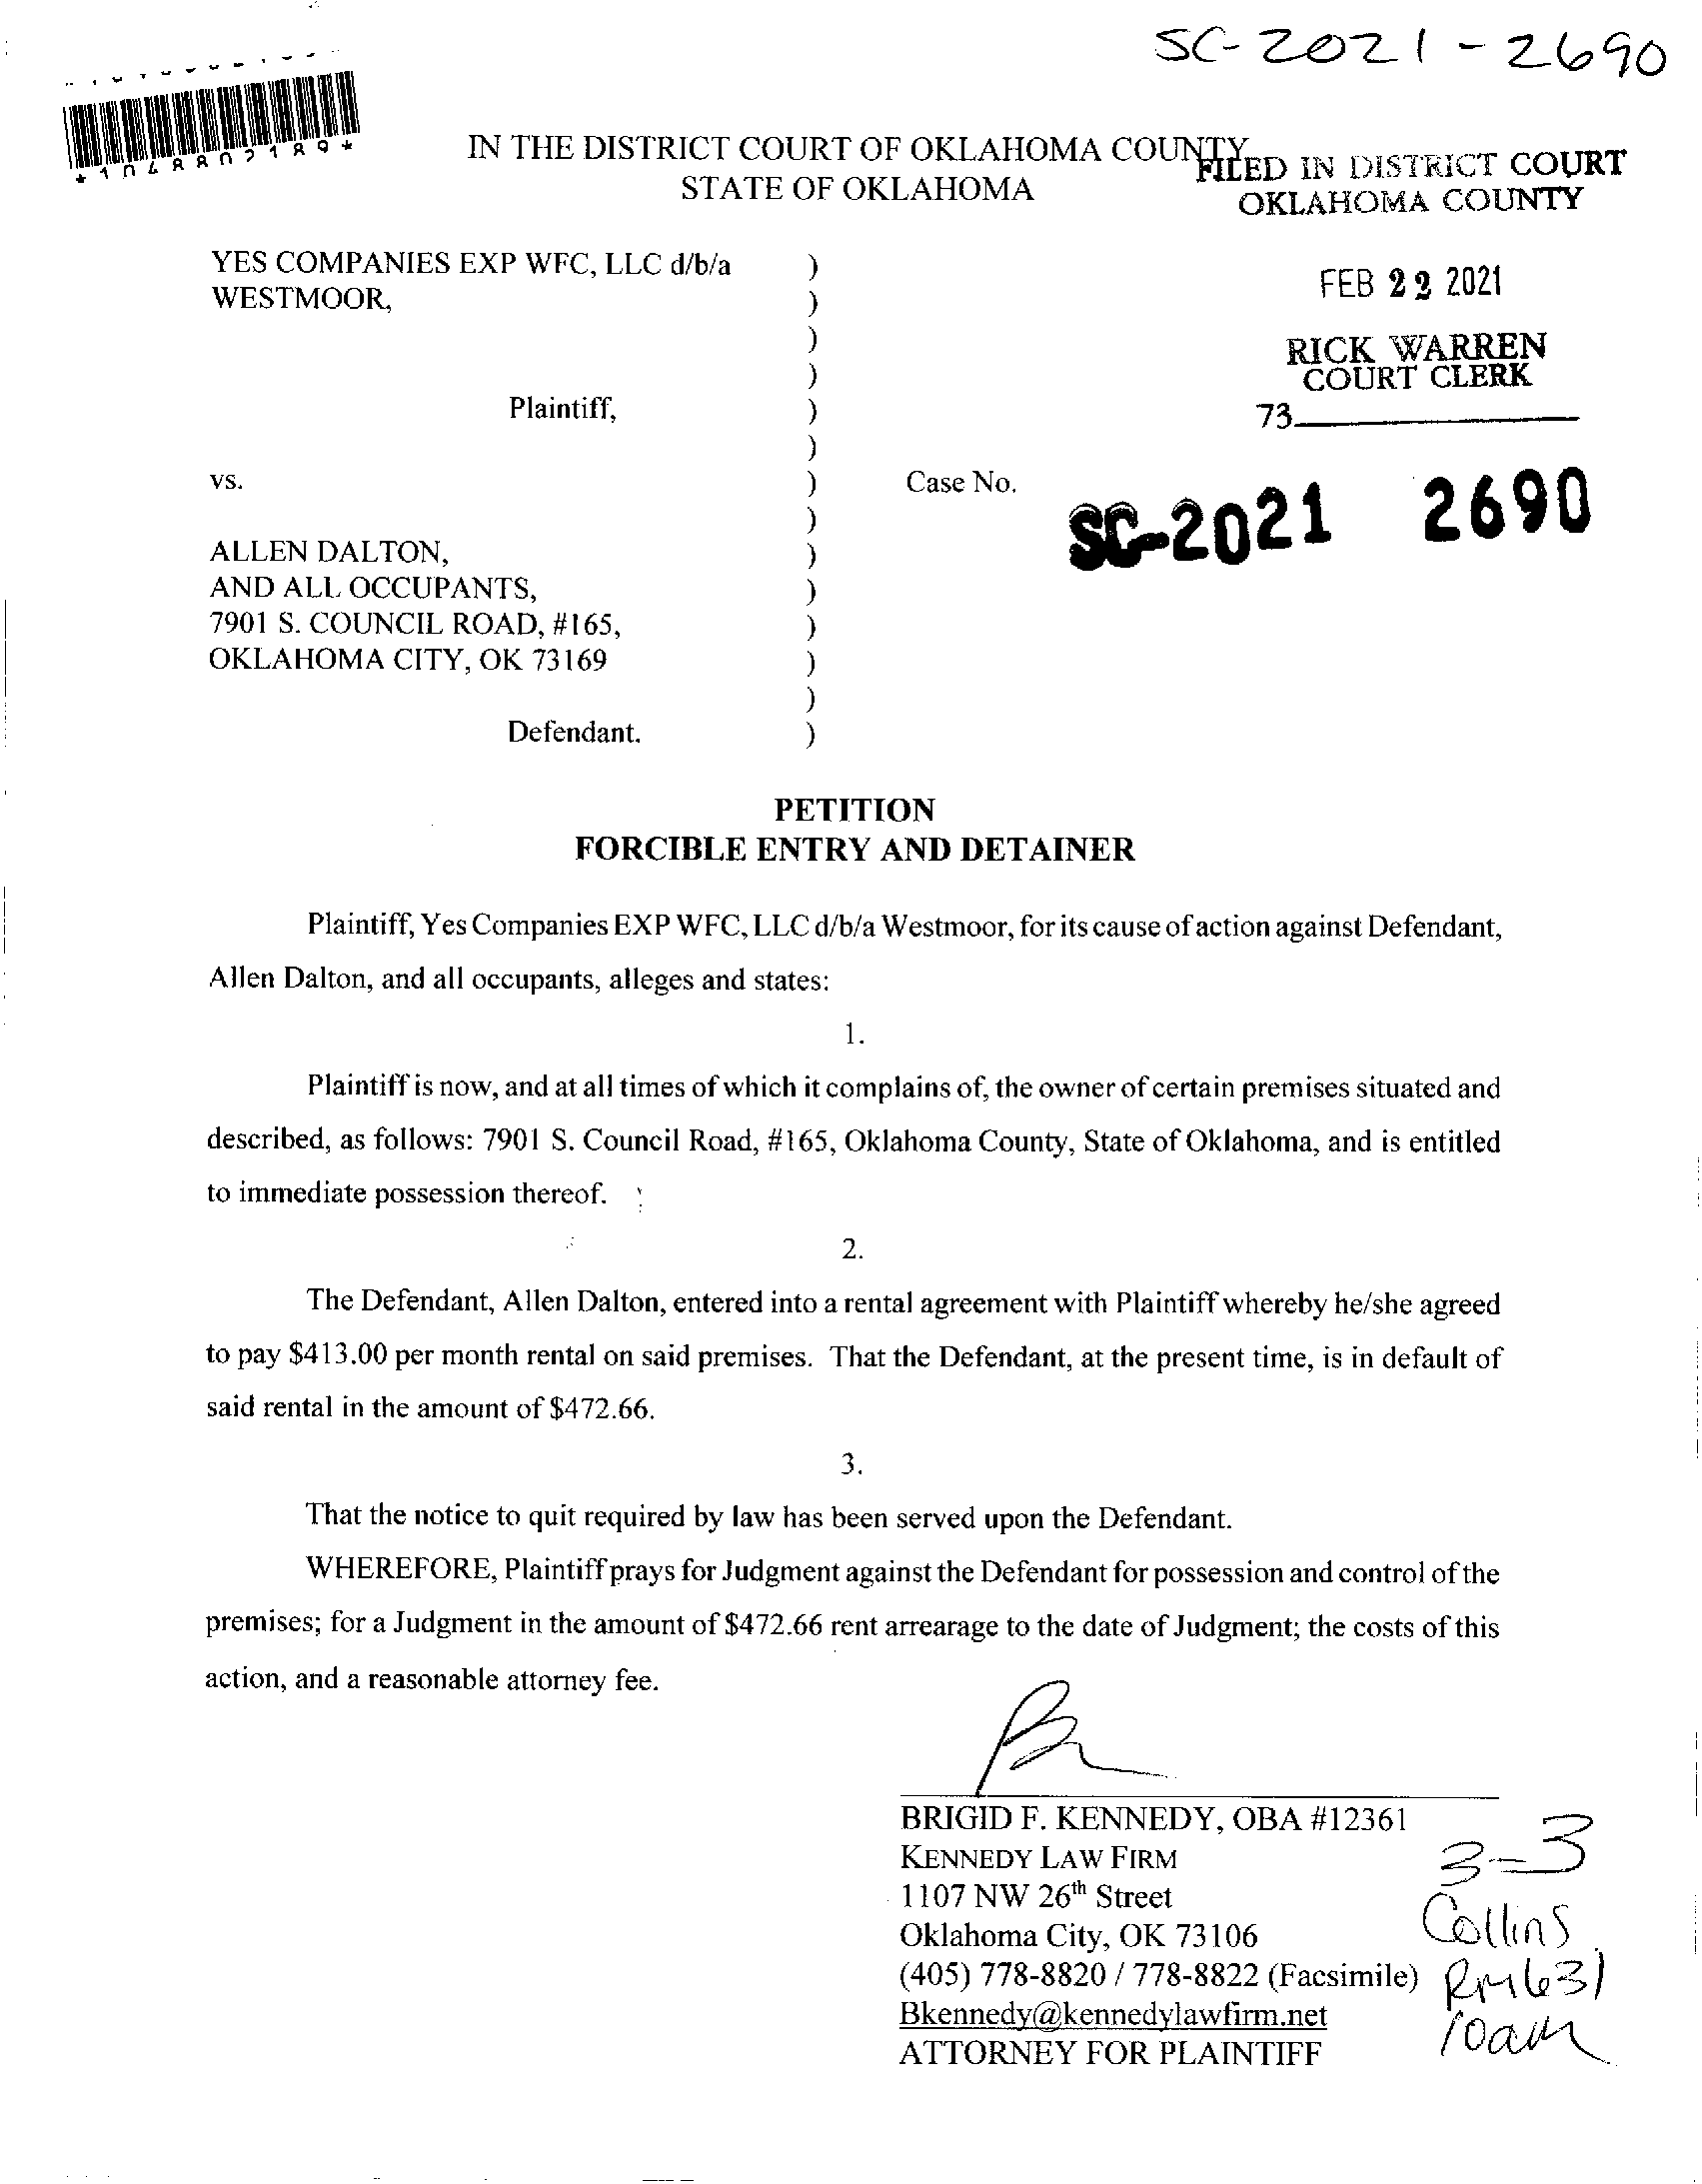 SC-2021-2690
*1048802189*
IN THE DISTRICT COURT OF OKLAHOMA COUNTY
STATE OF OKLAHOMA
FILED IN DISTRICT COURT
OKLAHOMA COUNTY
FEB 22 2021
RICK WARREN
COURT CLERK
73
YES COMPANIES EXP WFC, LLC d/b/a )
WESTMOOR, )
)
)
Plaintiff, )
)
vs. ) Case No. SC-2021 2690
)
ALLEN DALTON, )
AND ALL OCCUPANTS, )
7901 S. COUNCIL ROAD, #165, )
OKLAHOMA CITY, OK 73169 )
)
Defendant. )
PETITION
FORCIBLE ENTRY AND DETAINER
Plaintiff, Yes Companies EXP WFC, LLC d/b/a Westmoor, for its cause of action against Defendant,
Allen Dalton, and all occupants, alleges and states:
1.
Plaintiff is now, and at all times of which it complains of, the owner of certain premises situated and
described, as follows: 7901 S. Council Road, #165, Oklahoma County, State of Oklahoma, and is entitled
to immediate possession thereof.
2.
The Defendant, Allen Dalton, entered into a rental agreement with Plaintiff whereby he/she agreed
to pay $413.00 per month rental on said premises. That the Defendant, at the present time, is in default of
said rental in the amount of $472.66.
3.
That the notice to quit required by law has been served upon the Defendant.
WHEREFORE, Plaintiff prays for Judgment against the Defendant for possession and control of the
premises; for a Judgment in the amount of $472.66 rent arrearage to the date of Judgment; the costs of this
action, and a reasonable attorney fee.
BRIGID F. KENNEDY, OBA #12361
KENNEDY LAW FIRM
1107 NW 26th Street
Oklahoma City, OK 73106
(405) 778-8820 / 778-8822 (Facsimile)
Bkennedy@kennedylawfirm.net
ATTORNEY FOR PLAINTIFF
3-3
Collins
Rm 631
10am